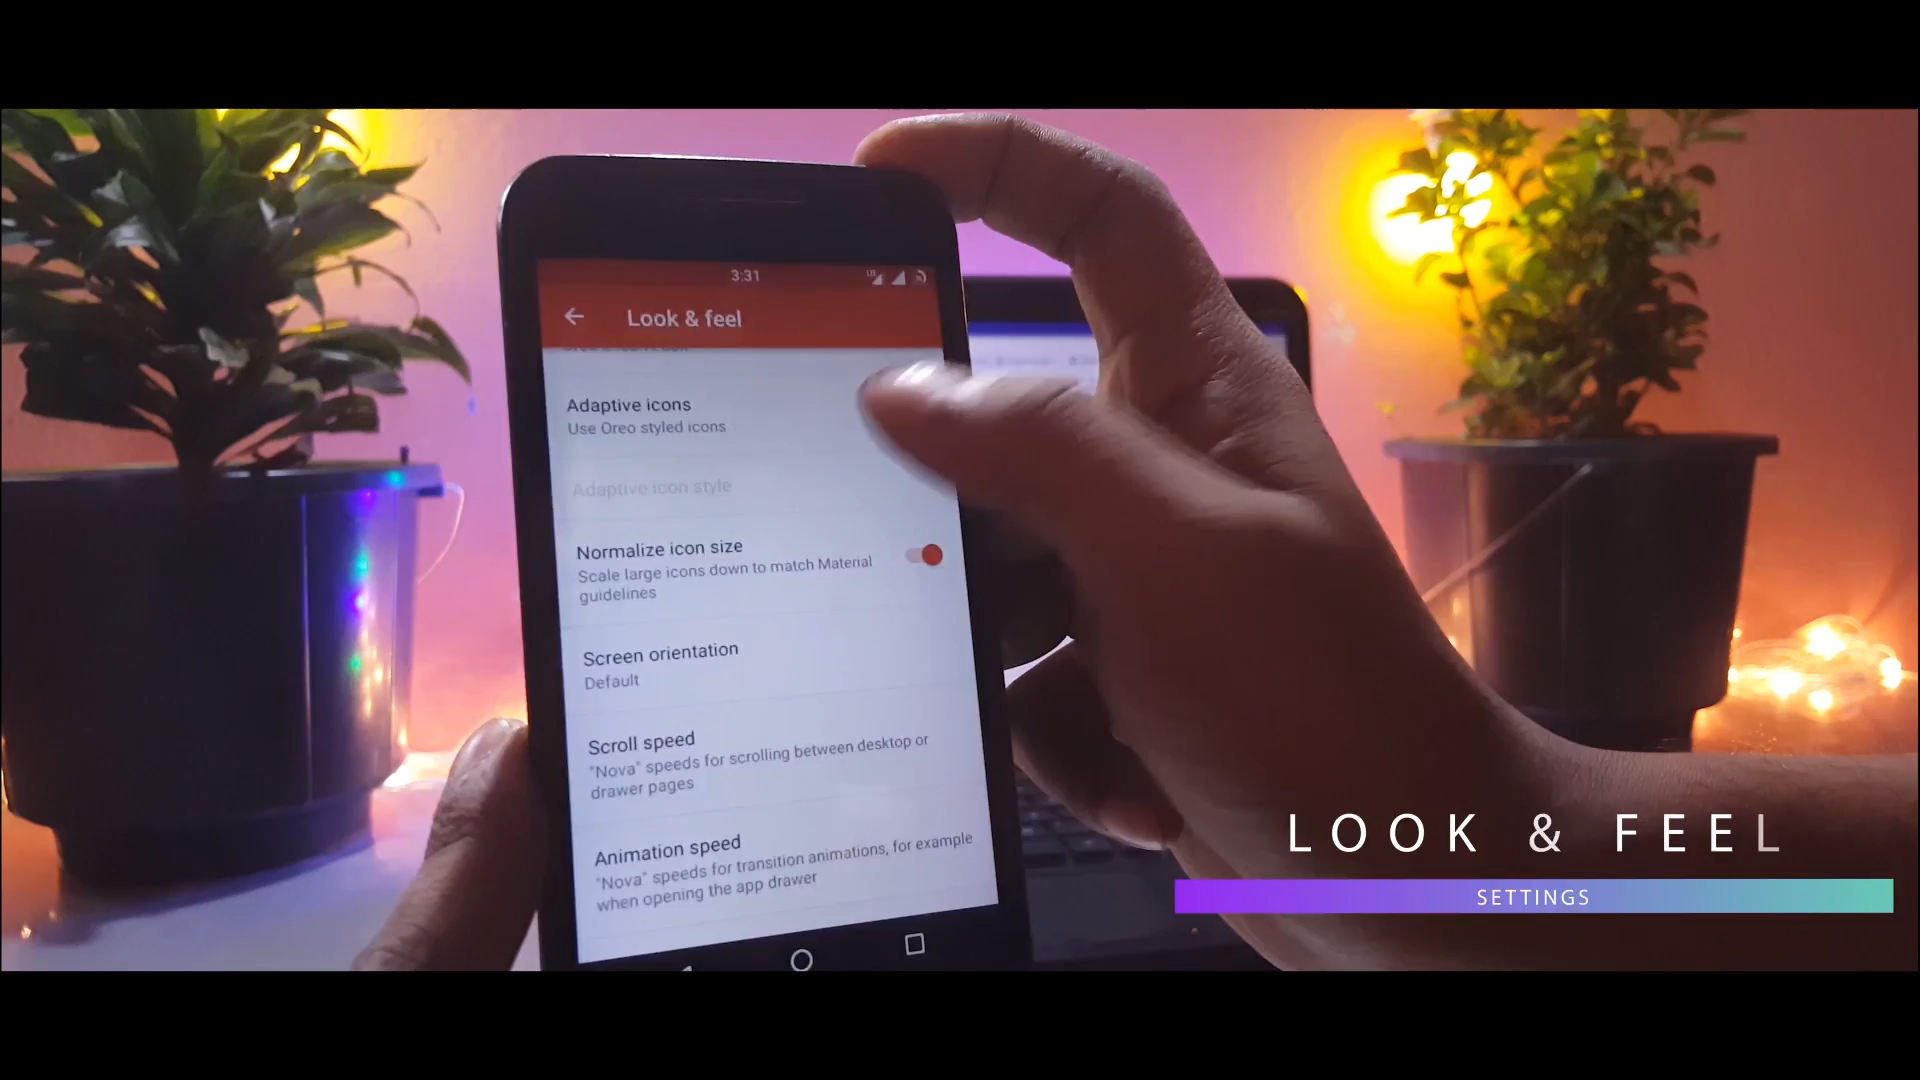 3:31
Look & feel
Adaptive icons
Use Oreo styled icons
Adaptive icon style
Normalize icon size
Scale large icons down to match Material
guidelines
Screen orientation
Default
Scroll speed
"Nova" speeds for scrolling between desktop or
drawer pages
Animation speed
"Nova" speeds for transition animations, for example
when opening the app drawer
LOOK & FEEL
SETTINGS